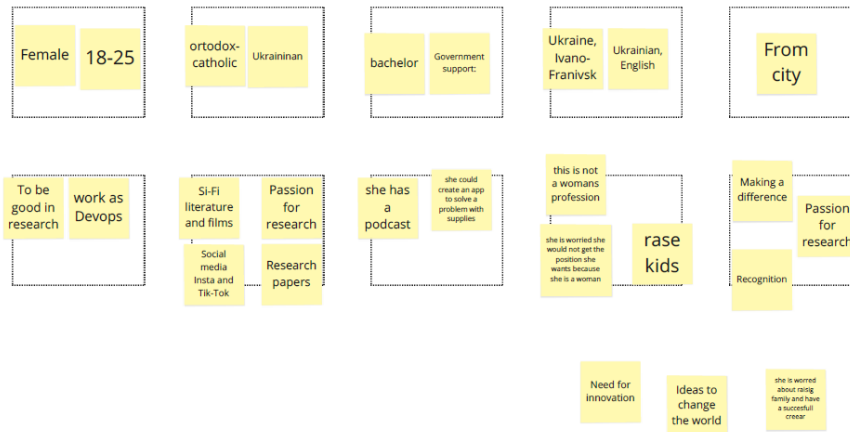 Female
18-25
ortodox-
catholic
Ukraininan
bachelor
Government
support:
Ukraine,
Ivano-
Franivsk
Ukrainian,
English
From
city
To be
good in
research
work as
Devops
Si-Fi
literature
and films
Passion
for
research
Social
media
Insta and
Tik-Tok
Research
papers
she has
a
podcast
she could
create an app
to solve a
problem with
supplies
this is not
a womans
profession
she is worried she
would not get the
position she
wants because
she is a woman
rase
kids
Making a
difference
Passion
for
research
Recognition
Need for
innovation
Ideas to
change
the world
she is worred
about raisig
family and have
a succesfull
creear